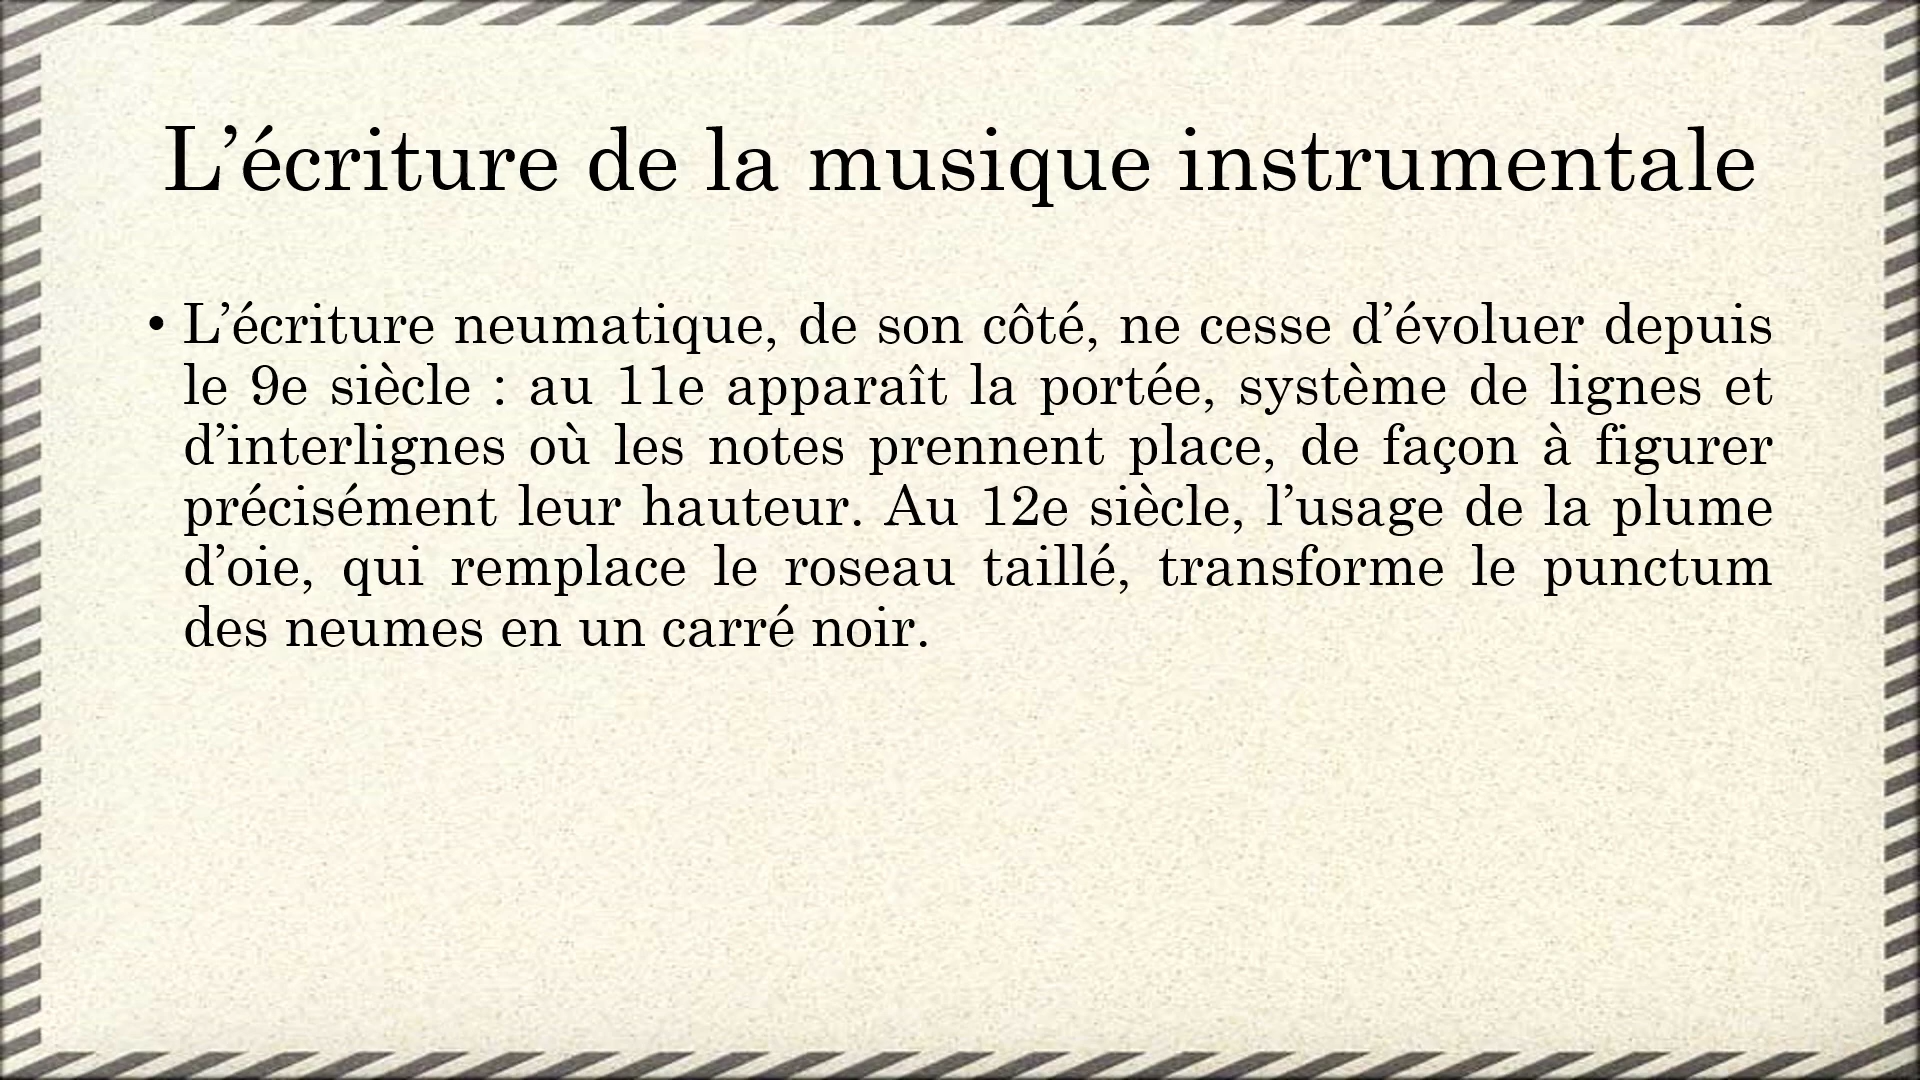 L’écriture de la musique instrumentale
• L’écriture neumatique, de son côté, ne cesse d’évoluer depuis
le 9e siècle : au 11e apparaît la portée, système de lignes et
d’interlignes où les notes prennent place, de façon à figurer
précisément leur hauteur. Au 12e siècle, l’usage de la plume
d’oie, qui remplace le roseau taillé, transforme le punctum
des neumes en un carré noir.